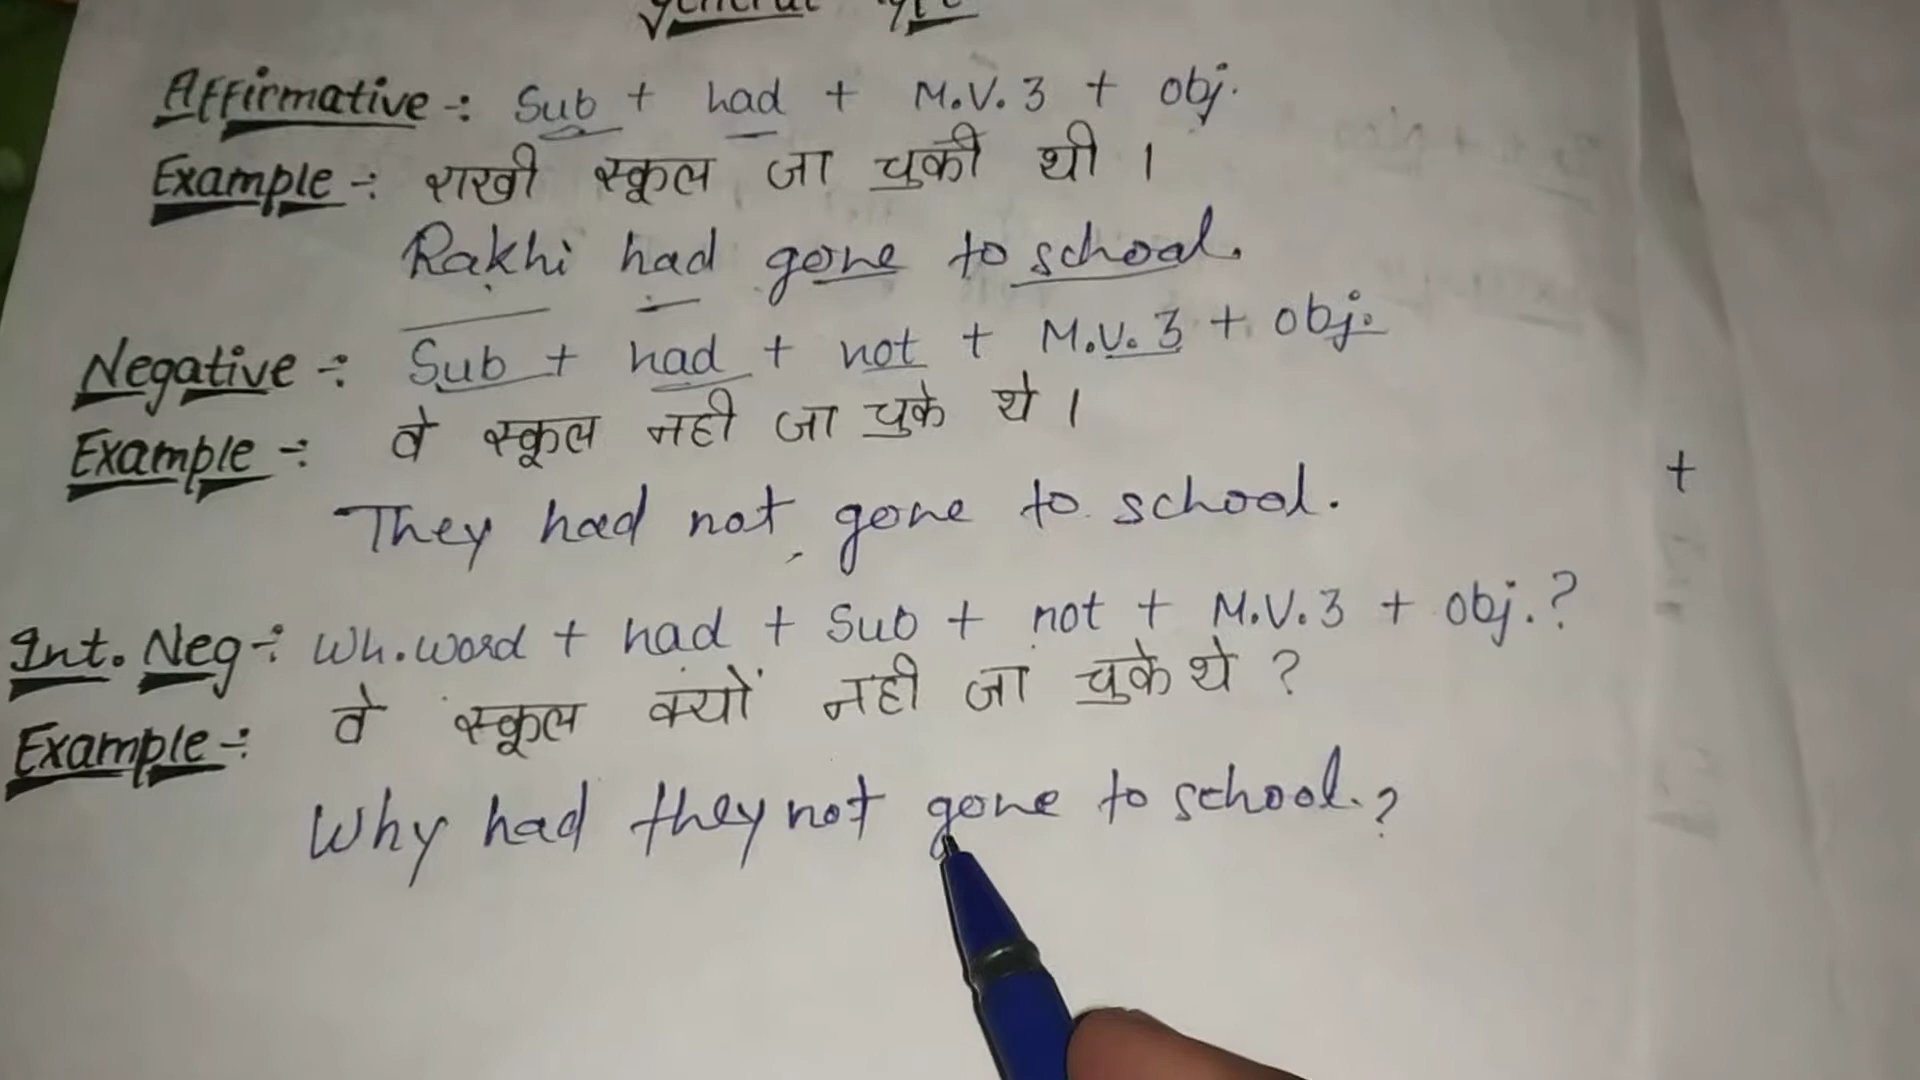 General
Affirmative -: Sub + had + M.V.3 + obj.
Example -: राखी स्कूल जा चुकी थी ।
Rakhi had gone to school.
Negative -: Sub + had + not + M.V.3 + obj.
Example -: वे स्कूल नही जा चुके थे ।
They had not gone to school.
+
Int. Neg -: Wh.word + had + Sub + not + M.V.3 + obj.?
Example -: वे स्कूल क्यों नही जा चुके थे ?
Why had they not gone to school.?